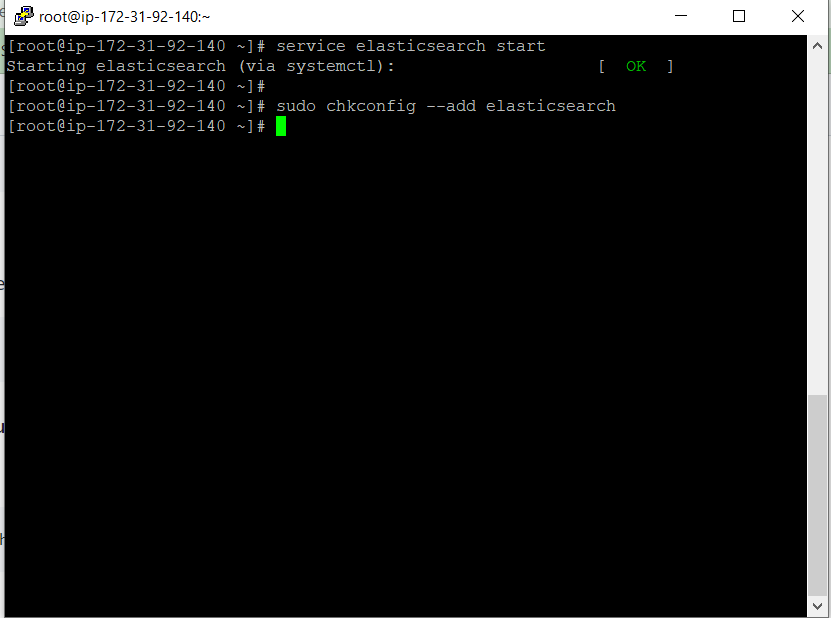 root@ip-172-31-92-140:~
[root@ip-172-31-92-140 ~]# service elasticsearch start
Starting elasticsearch (via systemctl):                    [  OK  ]
[root@ip-172-31-92-140 ~]#
[root@ip-172-31-92-140 ~]# sudo chkconfig --add elasticsearch
[root@ip-172-31-92-140 ~]#